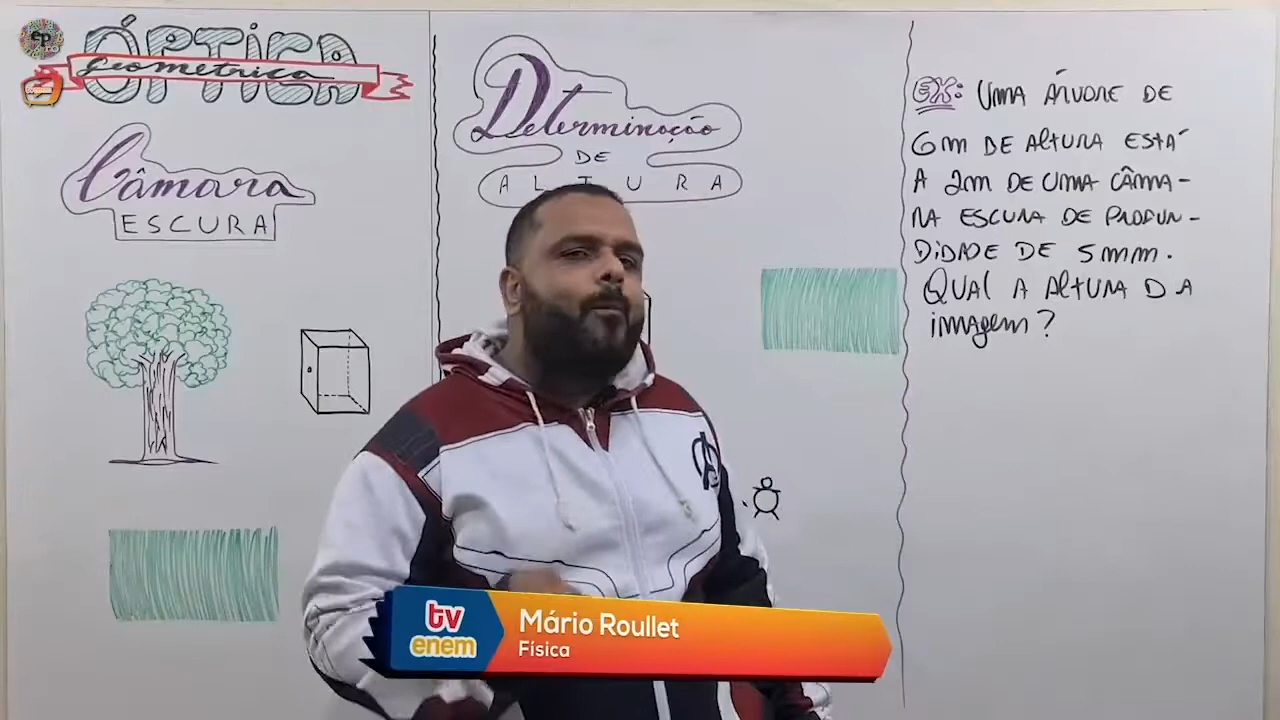 ep
ÓPTICA
Geométrica
Câmara
ESCURA
Determinação
DE
ALTURA
EX: UMA ÁRVORE DE
6m DE ALTURA ESTÁ
A 2m DE UMA CÂMA-
RA ESCURA DE PROFUN-
DIDADE DE 5mm.
QUAL A ALTURA DA
imagem?
A
tv
enem
Mário Roullet
Física